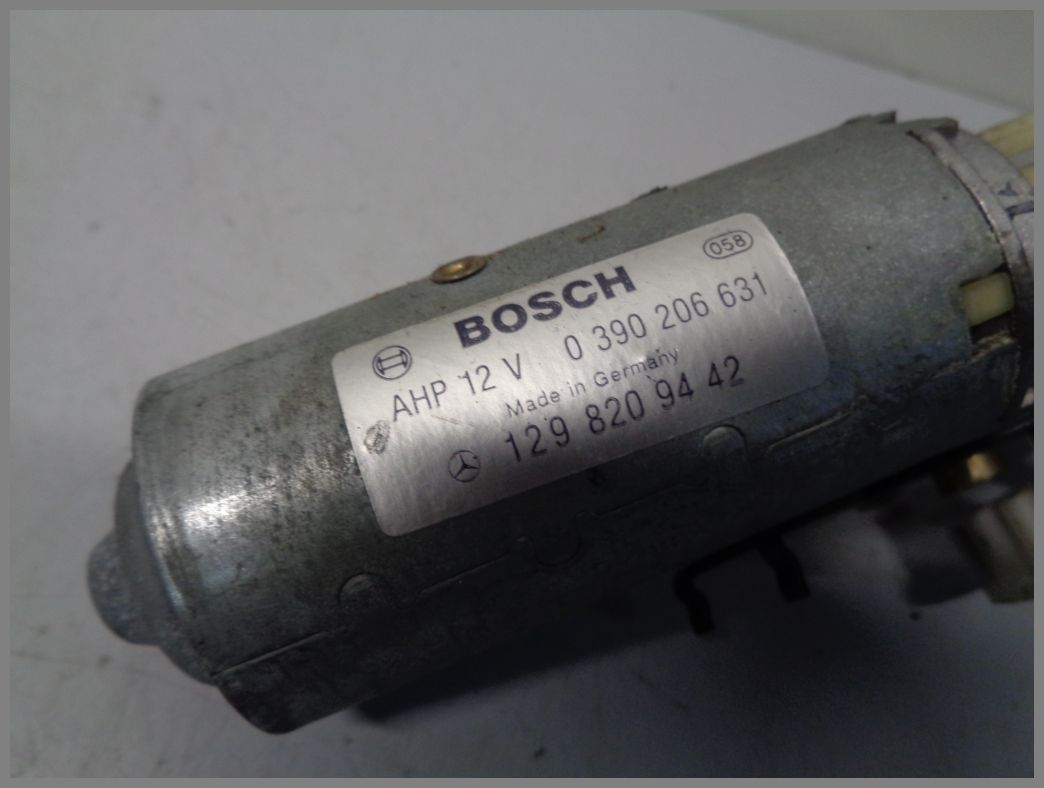 058
BOSCH
AHP 12 V 0 390 206 631
Made in Germany
129 820 94 42